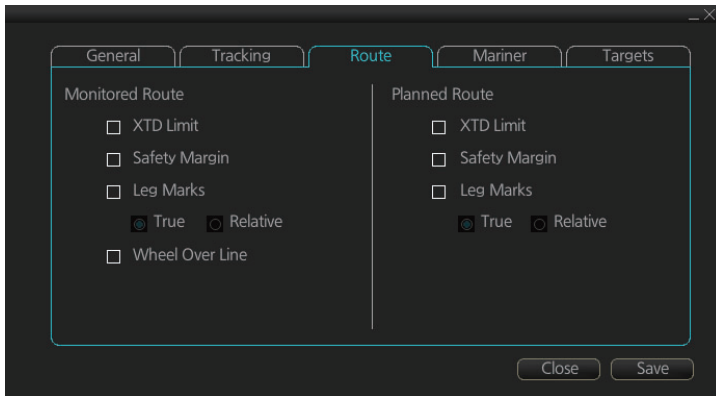 General Tracking Route Mariner Targets
Monitored Route
XTD Limit
Safety Margin
Leg Marks
True Relative
Wheel Over Line
Planned Route
XTD Limit
Safety Margin
Leg Marks
True Relative
Close Save